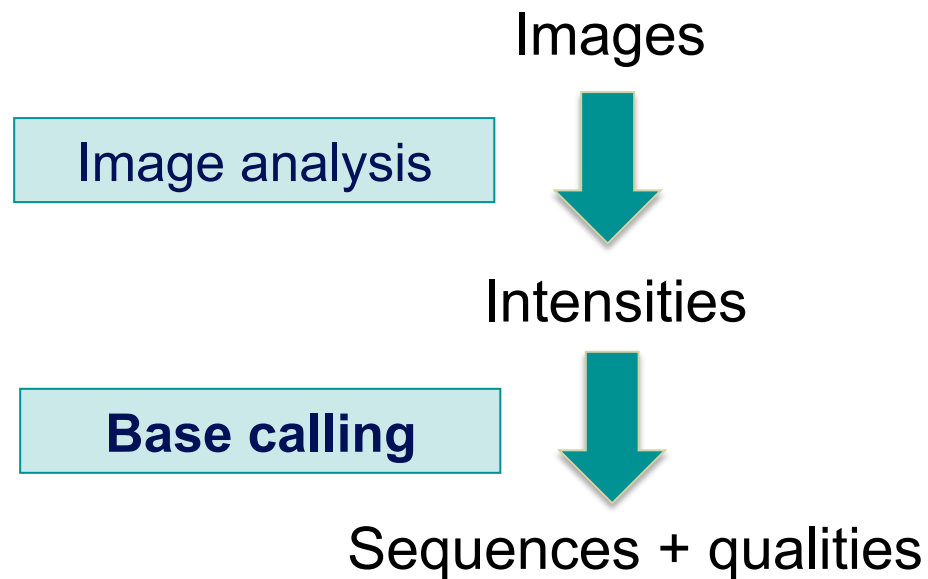 Images
Image analysis
Intensities
Base calling
Sequences + qualities